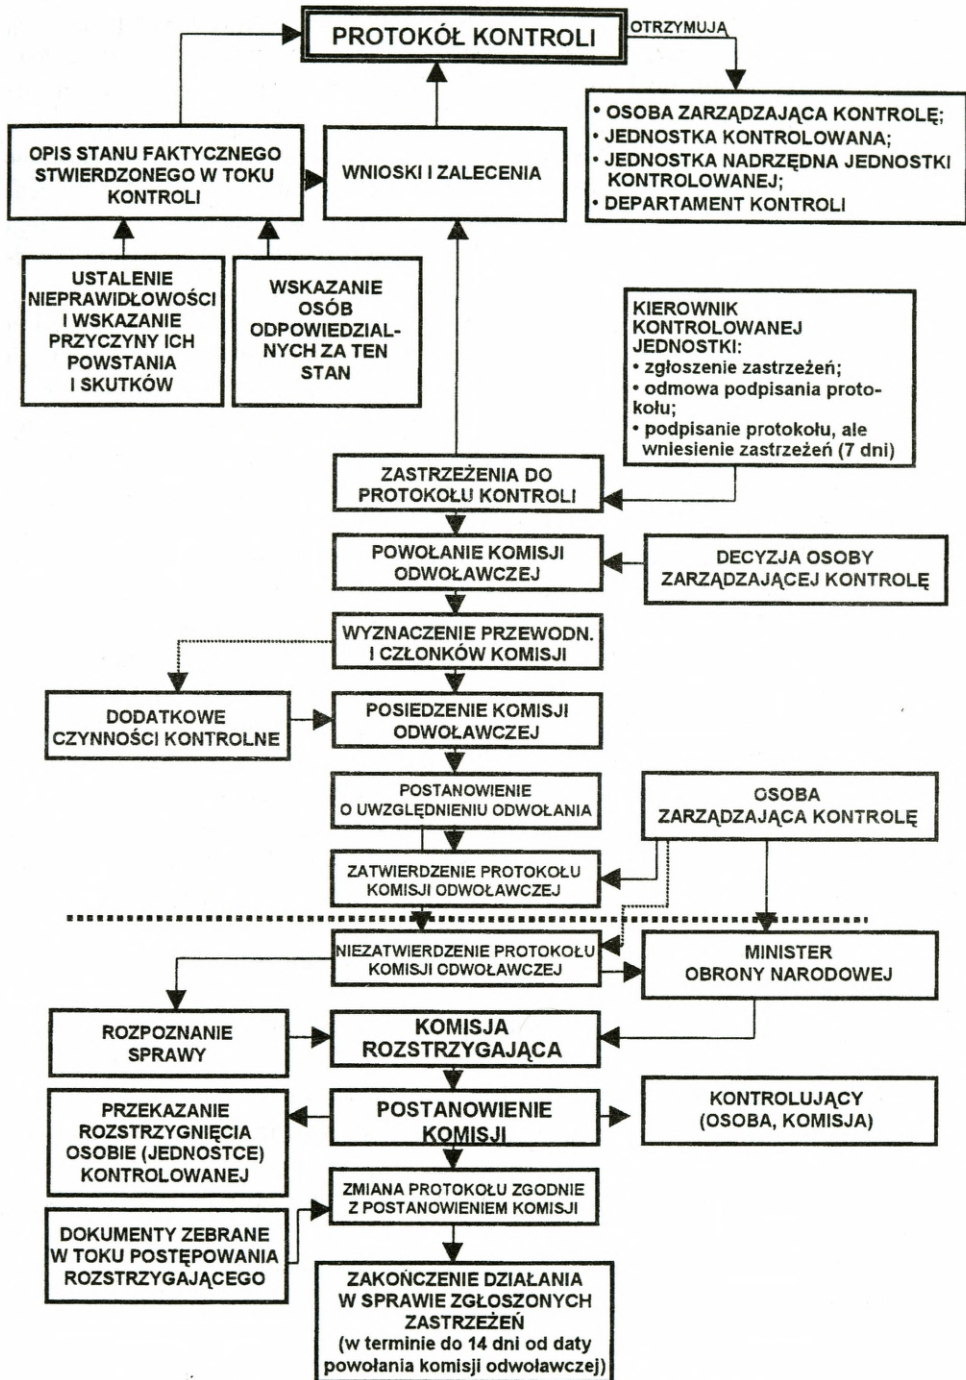 PROTOKÓŁ KONTROLI
OTRZYMUJĄ
• OSOBA ZARZĄDZAJĄCA KONTROLĘ;
• JEDNOSTKA KONTROLOWANA;
• JEDNOSTKA NADRZĘDNA JEDNOSTKI
KONTROLOWANEJ;
• DEPARTAMENT KONTROLI
OPIS STANU FAKTYCZNEGO
STWIERDZONEGO W TOKU
KONTROLI
WNIOSKI I ZALECENIA
USTALENIE
NIEPRAWIDŁOWOŚCI
I WSKAZANIE
PRZYCZYNY ICH
POWSTANIA
I SKUTKÓW
WSKAZANIE
OSÓB
ODPOWIEDZIAL-
NYCH ZA TEN
STAN
KIEROWNIK
KONTROLOWANEJ
JEDNOSTKI:
• zgłoszenie zastrzeżeń;
• odmowa podpisania proto-
kołu;
• podpisanie protokołu, ale
wniesienie zastrzeżeń (7 dni)
ZASTRZEŻENIA DO
PROTOKOŁU KONTROLI
POWOŁANIE KOMISJI
ODWOŁAWCZEJ
DECYZJA OSOBY
ZARZĄDZAJĄCEJ KONTROLĘ
WYZNACZENIE PRZEWODN.
I CZŁONKÓW KOMISJI
DODATKOWE
CZYNNOŚCI KONTROLNE
POSIEDZENIE KOMISJI
ODWOŁAWCZEJ
POSTANOWIENIE
O UWZGLĘDNIENIU ODWOŁANIA
OSOBA
ZARZĄDZAJĄCA KONTROLĘ
ZATWIERDZENIE PROTOKOŁU
KOMISJI ODWOŁAWCZEJ
NIEZATWIERDZENIE PROTOKOŁU
KOMISJI ODWOŁAWCZEJ
MINISTER
OBRONY NARODOWEJ
ROZPOZNANIE
SPRAWY
KOMISJA
ROZSTRZYGAJĄCA
PRZEKAZANIE
ROZSTRZYGNIĘCIA
OSOBIE (JEDNOSTCE)
KONTROLOWANEJ
POSTANOWIENIE
KOMISJI
KONTROLUJĄCY
(OSOBA, KOMISJA)
ZMIANA PROTOKOŁU ZGODNIE
Z POSTANOWIENIEM KOMISJI
DOKUMENTY ZEBRANE
W TOKU POSTĘPOWANIA
ROZSTRZYGAJĄCEGO
ZAKOŃCZENIE DZIAŁANIA
W SPRAWIE ZGŁOSZONYCH
ZASTRZEŻEŃ
(w terminie do 14 dni od daty
powołania komisji odwoławczej)